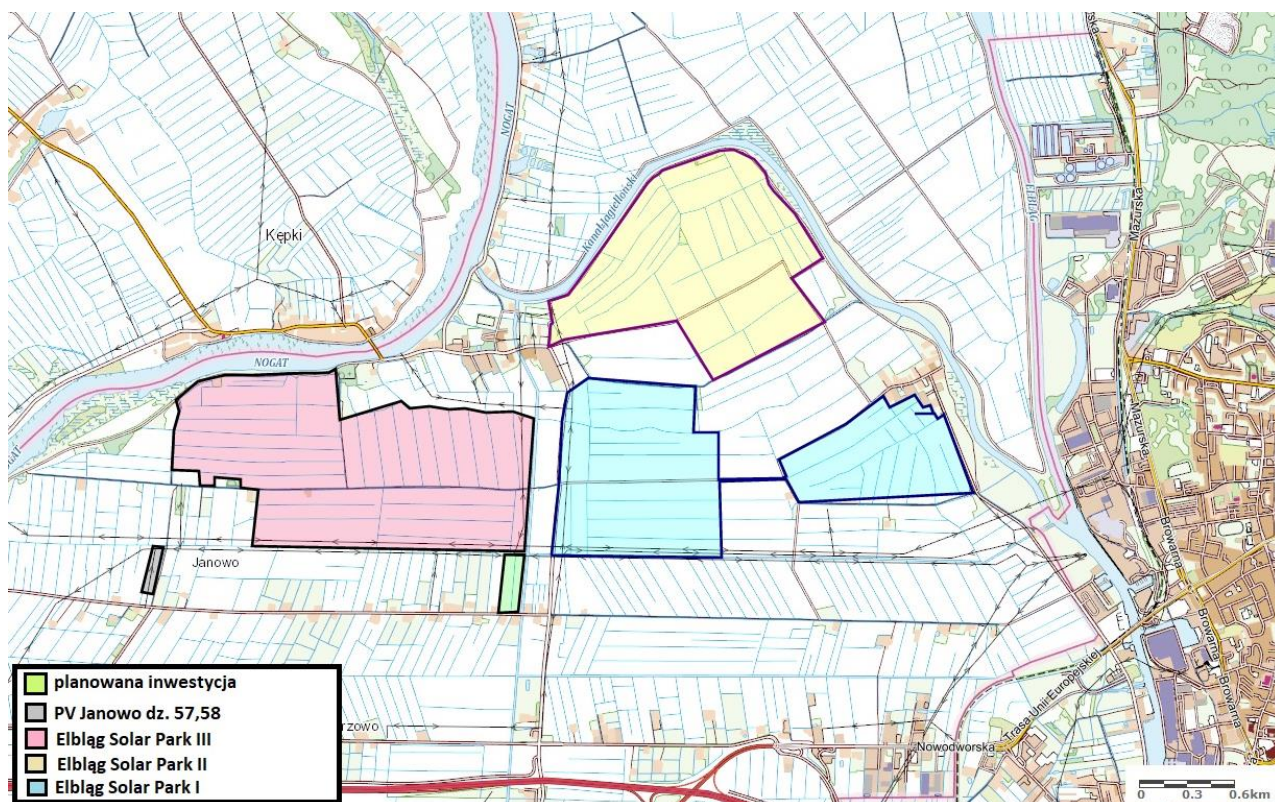 Mazurska
NOGAT
Kanał Jagielloński
ELBLĄG
Kępki
NOGAT
Mazurska
Browarna
Janowo
Browarna
Browarna
Trasa Unii Europejskiej
Nowodworska
planowana inwestycja
PV Janowo dz. 57,58
Elbląg Solar Park III
Elbląg Solar Park II
Elbląg Solar Park I
0 0.3 0.6km